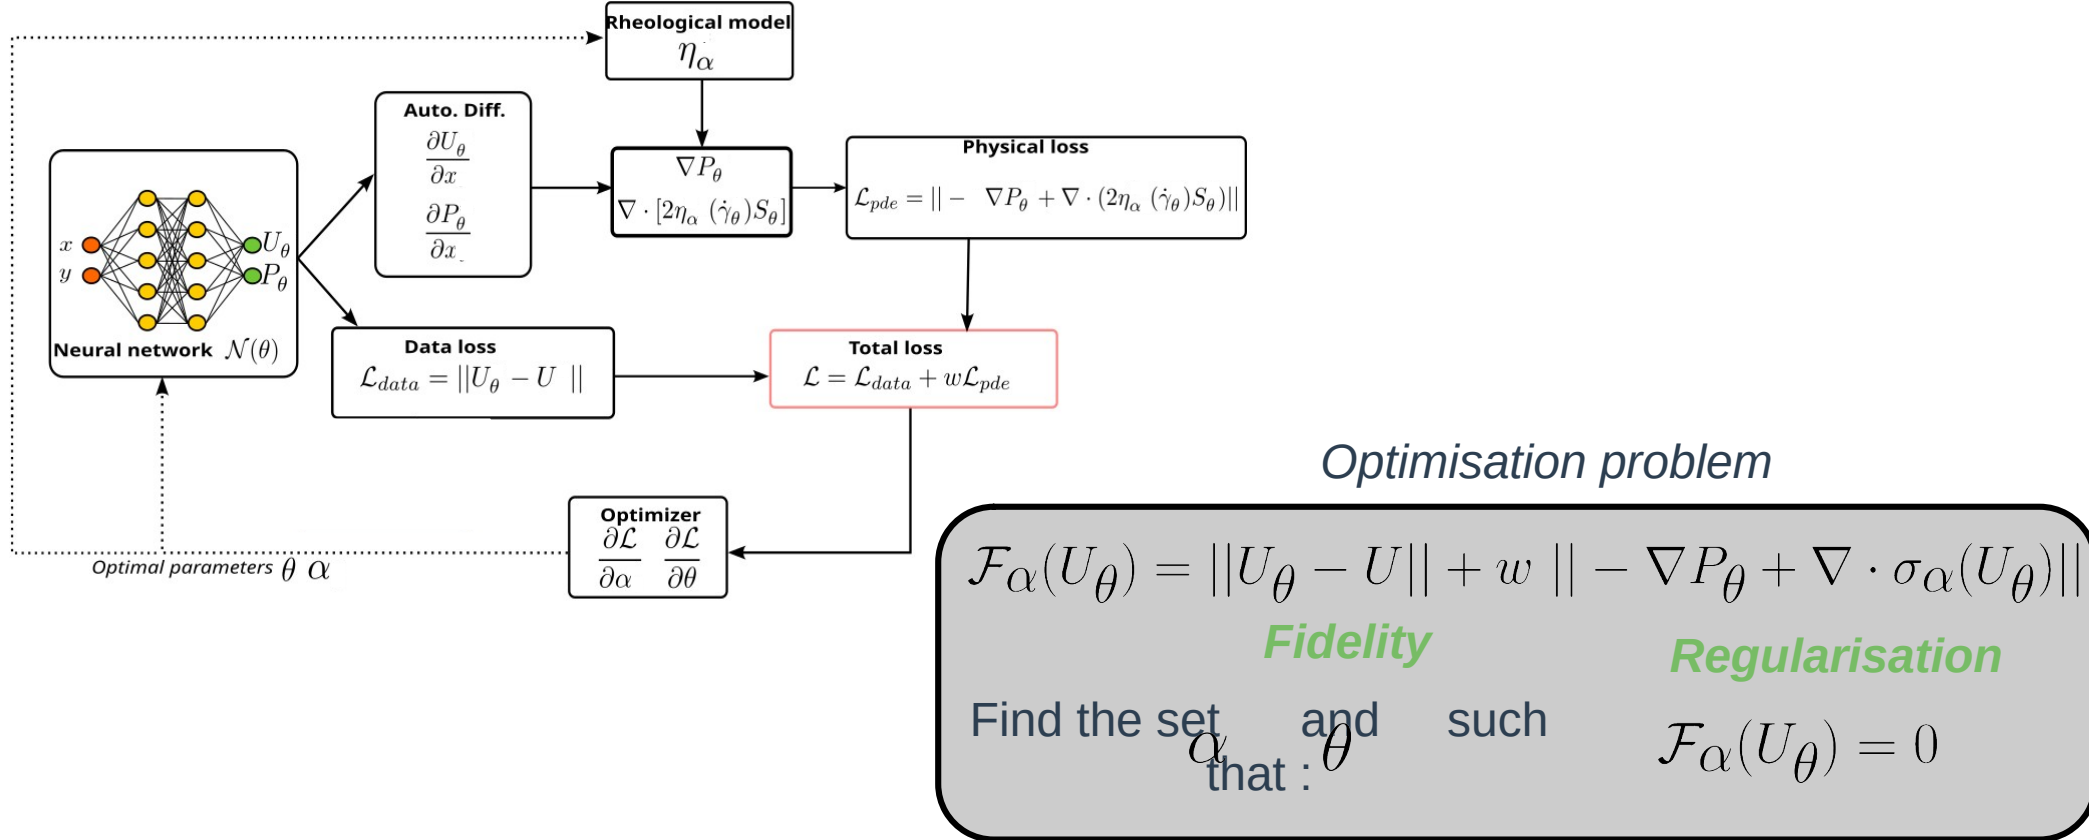 Rheological model
η_α
Auto. Diff.
∂U_θ
∂x
∂P_θ
∂x
∇P_θ
∇ · [2η_α (γ̇_θ)S_θ]
Physical loss
ℒ_pde = || − ∇P_θ + ∇ · (2η_α (γ̇_θ)S_θ)||
x
y
U_θ
P_θ
Neural network 𝒩(θ)
Data loss
ℒ_data = ||U_θ − U ||
Total loss
ℒ = ℒ_data + wℒ_pde
Optimizer
∂ℒ ∂ℒ
∂α ∂θ
Optimal parameters θ α
Optimisation problem
ℱ_α(U_θ) = ||U_θ − U|| + w || − ∇P_θ + ∇ · σ_α(U_θ)||
Fidelity
Regularisation
Find the set α and θ such
that :
ℱ_α(U_θ) = 0